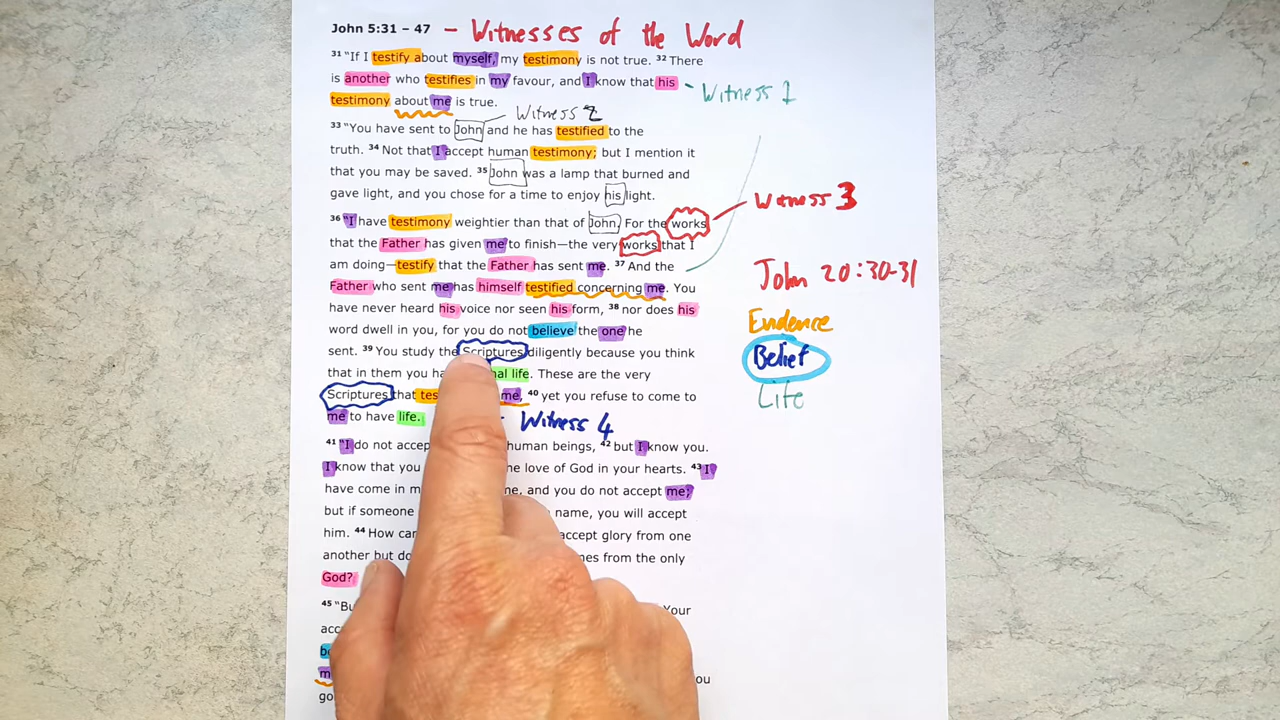 John 5:31 – 47 – Witnesses of the Word
31 "If I testify about myself, my testimony is not true. 32 There
is another who testifies in my favour, and I know that his
Witness 1
testimony about me is true.
Witness 2
33 "You have sent to John and he has testified to the
truth. 34 Not that I accept human testimony; but I mention it
that you may be saved. 35 John was a lamp that burned and
gave light, and you chose for a time to enjoy his light.
Witness 3
36 "I have testimony weightier than that of John. For the works
that the Father has given me to finish—the very works that I
am doing—testify that the Father has sent me. 37 And the
John 20:30-31
Father who sent me has himself testified concerning me. You
have never heard his voice nor seen his form, 38 nor does his
Evidence
word dwell in you, for you do not believe the one he
sent. 39 You study the Scriptures diligently because you think
Belief
that in them you ha nal life. These are the very
Scriptures that tes me, 40 yet you refuse to come to
Life
me to have life.
Witness 4
41 "I do not accep human beings, 42 but I know you.
I know that you he love of God in your hearts. 43 I
have come in m me, and you do not accept me;
but if someone name, you will accept
him. 44 How can accept glory from one
another but do nes from the only
God?
45 "Bu Your
acc
be
m ou
go